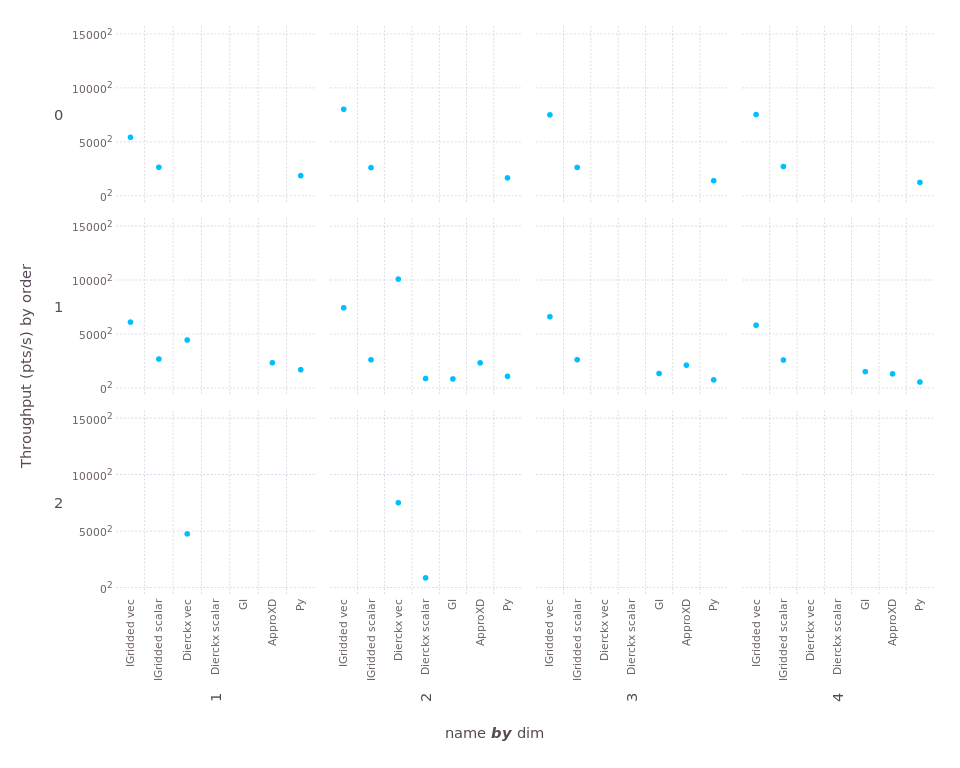 15000²
10000²
5000²
0²
0
15000²
10000²
5000²
0²
1
15000²
10000²
5000²
0²
2
Throughput (pts/s) by order
IGridded vec
IGridded scalar
Dierckx vec
Dierckx scalar
GI
ApproXD
Py
IGridded vec
IGridded scalar
Dierckx vec
Dierckx scalar
GI
ApproXD
Py
IGridded vec
IGridded scalar
Dierckx vec
Dierckx scalar
GI
ApproXD
Py
IGridded vec
IGridded scalar
Dierckx vec
Dierckx scalar
GI
ApproXD
Py
1
2
3
4
name by dim